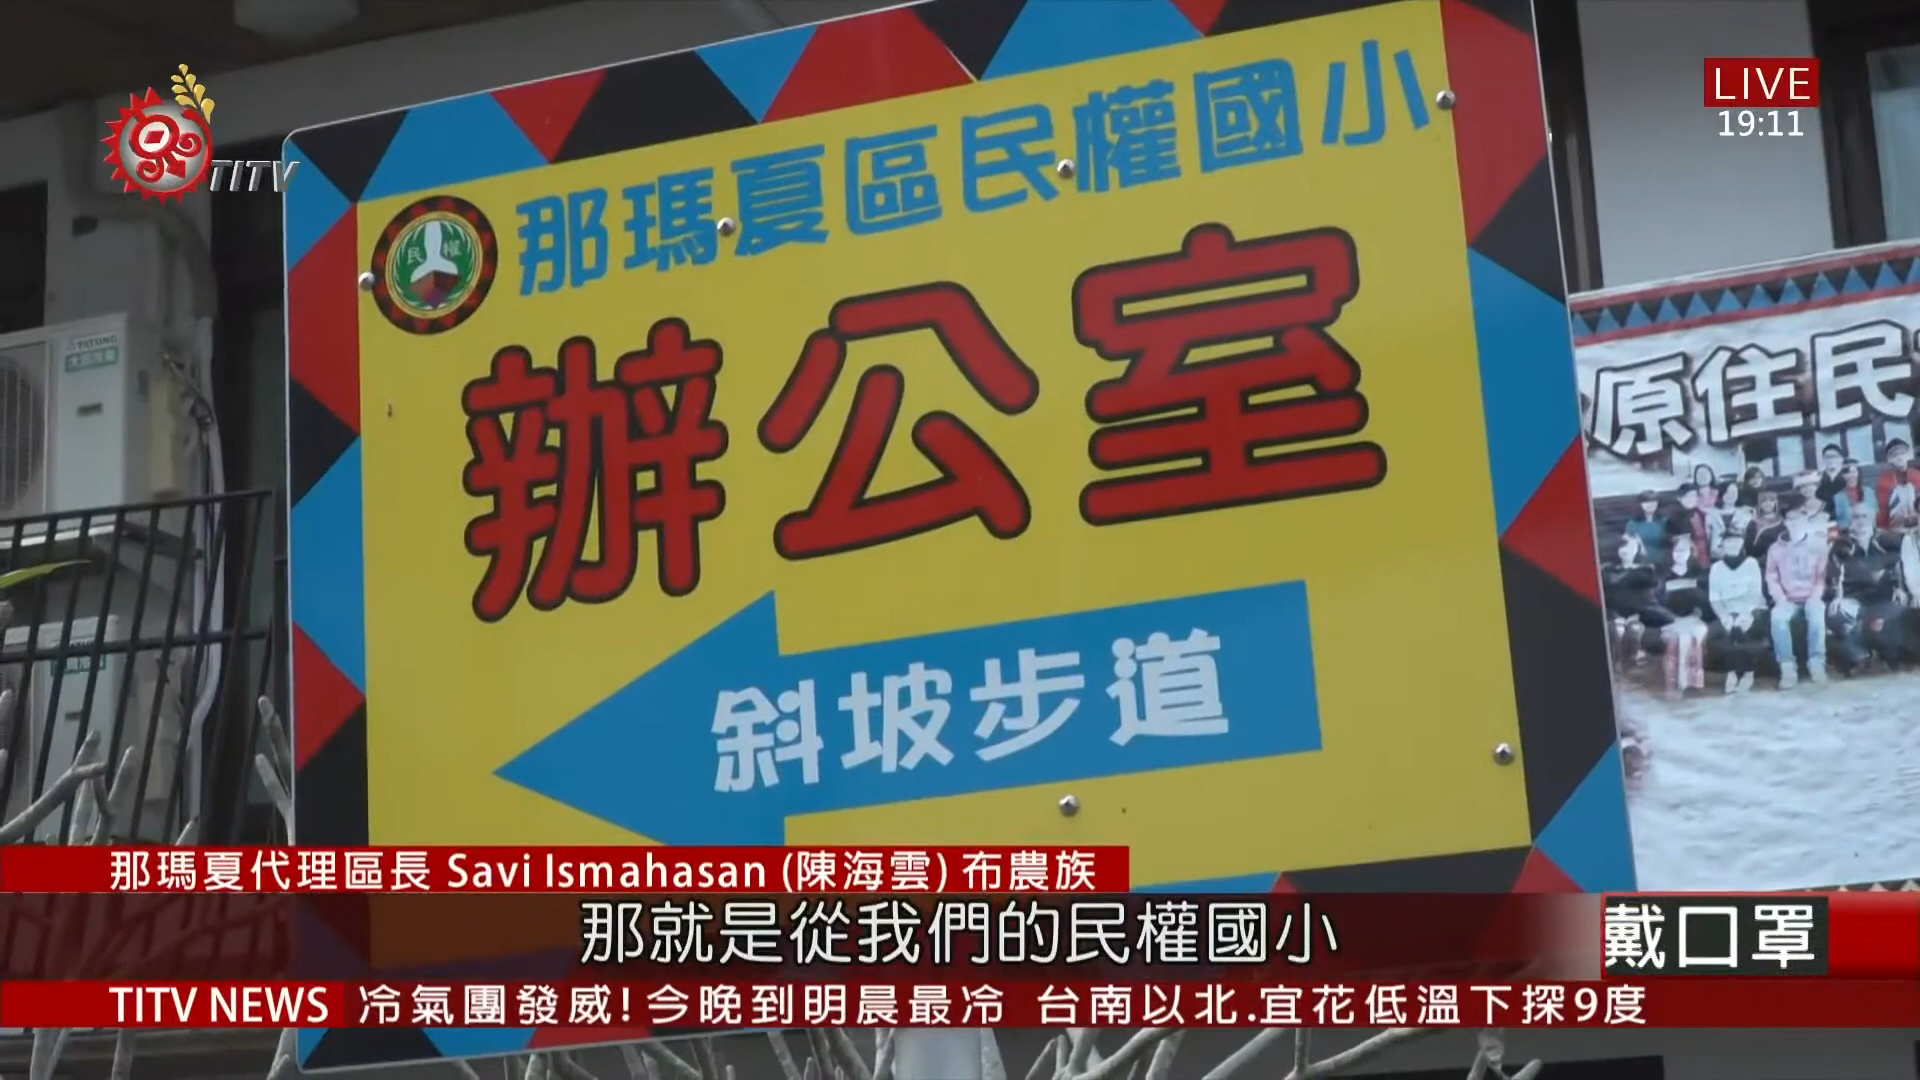 TITV
LIVE
19:11
那瑪夏區民權國小
民權
辦公室
斜坡步道
TATUNG
原住民
那瑪夏代理區長 Savi Ismahasan (陳海雲) 布農族
那就是從我們的民權國小
戴口罩
TITV NEWS 冷氣團發威!今晚到明晨最冷 台南以北.宜花低溫下探9度